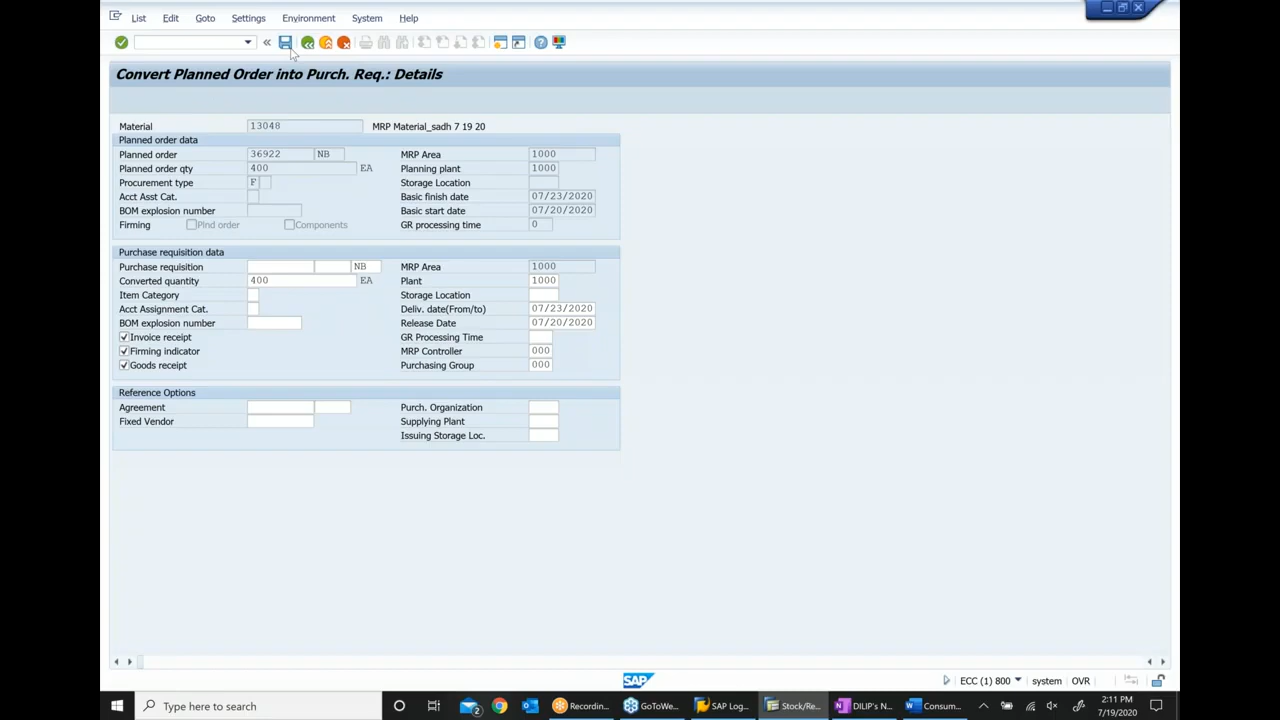 List Edit Goto Settings Environment System Help
«
Convert Planned Order into Purch. Req.: Details
Material 13048 MRP Material_sadh 7 19 20
Planned order data
Planned order 36922 NB MRP Area 1000
Planned order qty 400 EA Planning plant 1000
Procurement type F Storage Location
Acct Asst Cat. Basic finish date 07/23/2020
BOM explosion number Basic start date 07/20/2020
Firming Plnd order Components GR processing time 0
Purchase requisition data
Purchase requisition NB MRP Area 1000
Converted quantity 400 EA Plant 1000
Item Category Storage Location
Acct Assignment Cat. Deliv. date(From/to) 07/23/2020
BOM explosion number Release Date 07/20/2020
Invoice receipt GR Processing Time
Firming indicator MRP Controller 000
Goods receipt Purchasing Group 000
Reference Options
Agreement Purch. Organization
Fixed Vendor Supplying Plant
Issuing Storage Loc.
SAP ECC (1) 800 system OVR
Type here to search 2 Recordin... GoToWe... SAP Log... Stock/Re... DILIP's N... Consum... 2:11 PM
7/19/2020